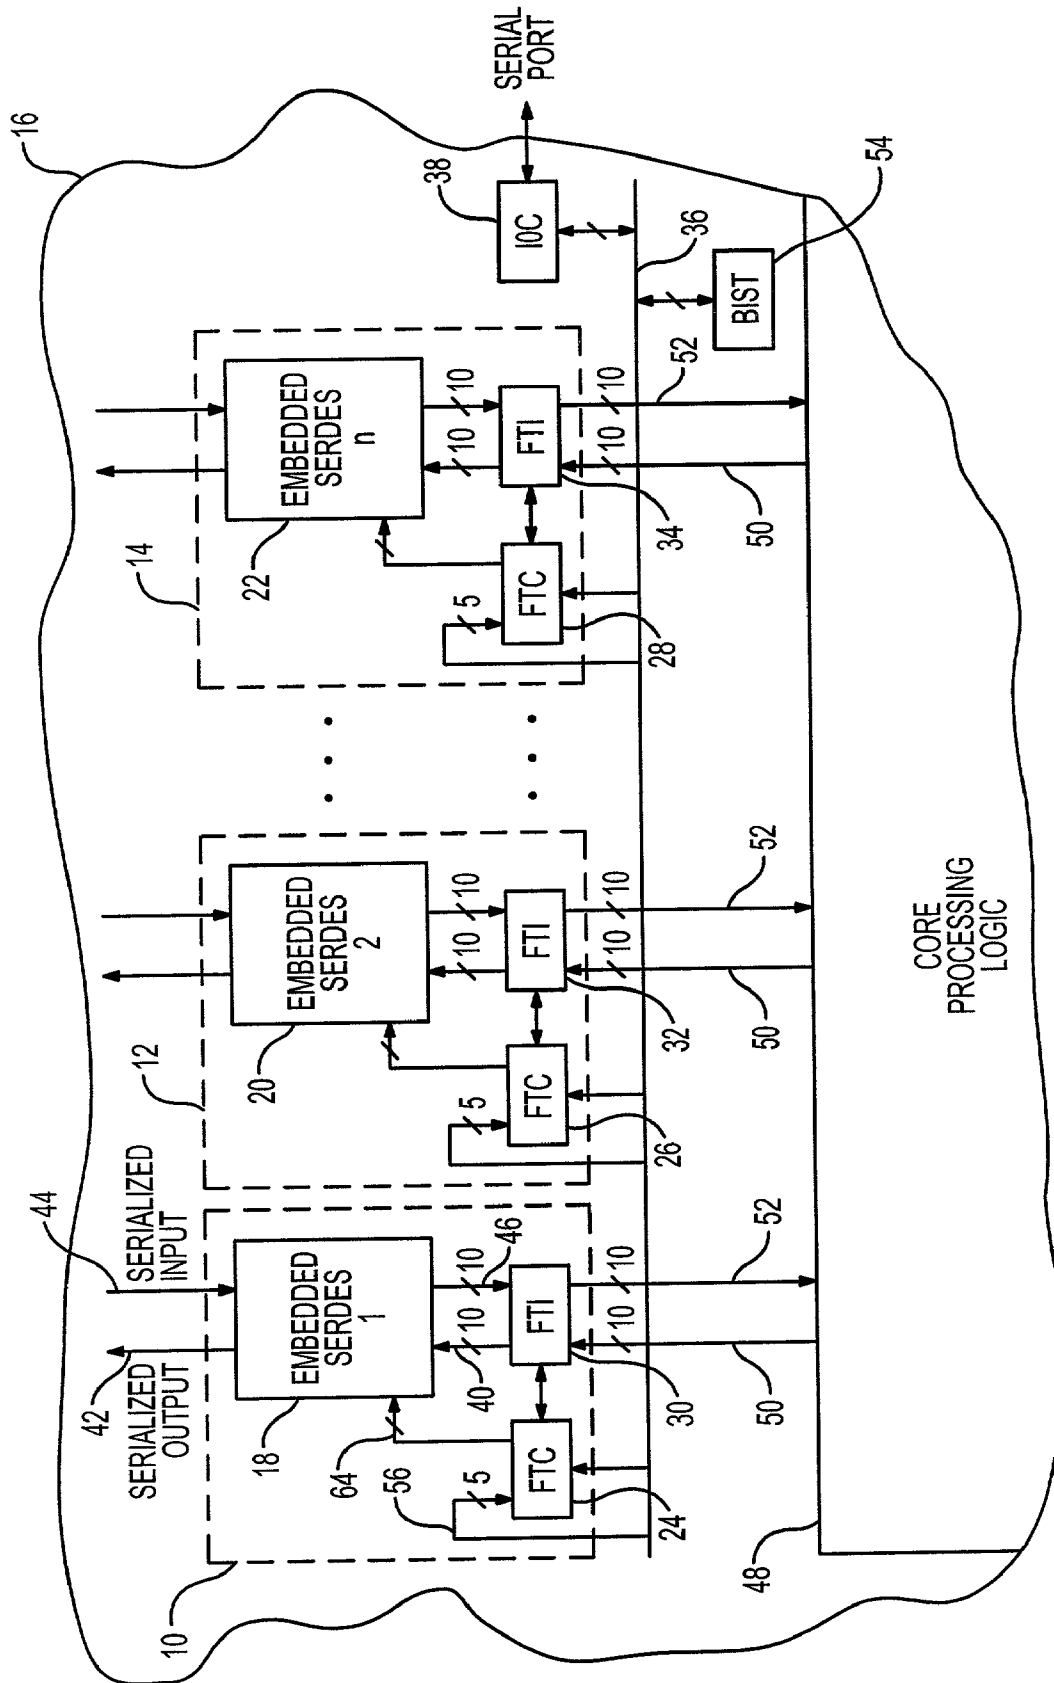 16
SERIAL
PORT
44
SERIALIZED
INPUT
42
SERIALIZED
OUTPUT
12
14
38
I0C
10
18
EMBEDDED
SERDES
1
20
EMBEDDED
SERDES
2
22
EMBEDDED
SERDES
n
64
56
5
40
10
10
46
5
10
10
5
10
10
FTC
FTI
FTC
FTI
FTC
FTI
24
30
26
32
28
34
36
10
10
10
10
10
10
50
52
50
52
50
52
BIST
54
48
CORE
PROCESSING
LOGIC